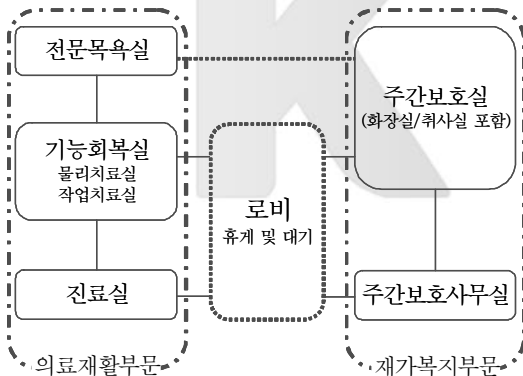 전문목욕실
기능회복실
물리치료실
작업치료실
진료실
의료재활부문
로비
휴게 및 대기
주간보호실
(화장실/취사실 포함)
주간보호사무실
재가복지부문